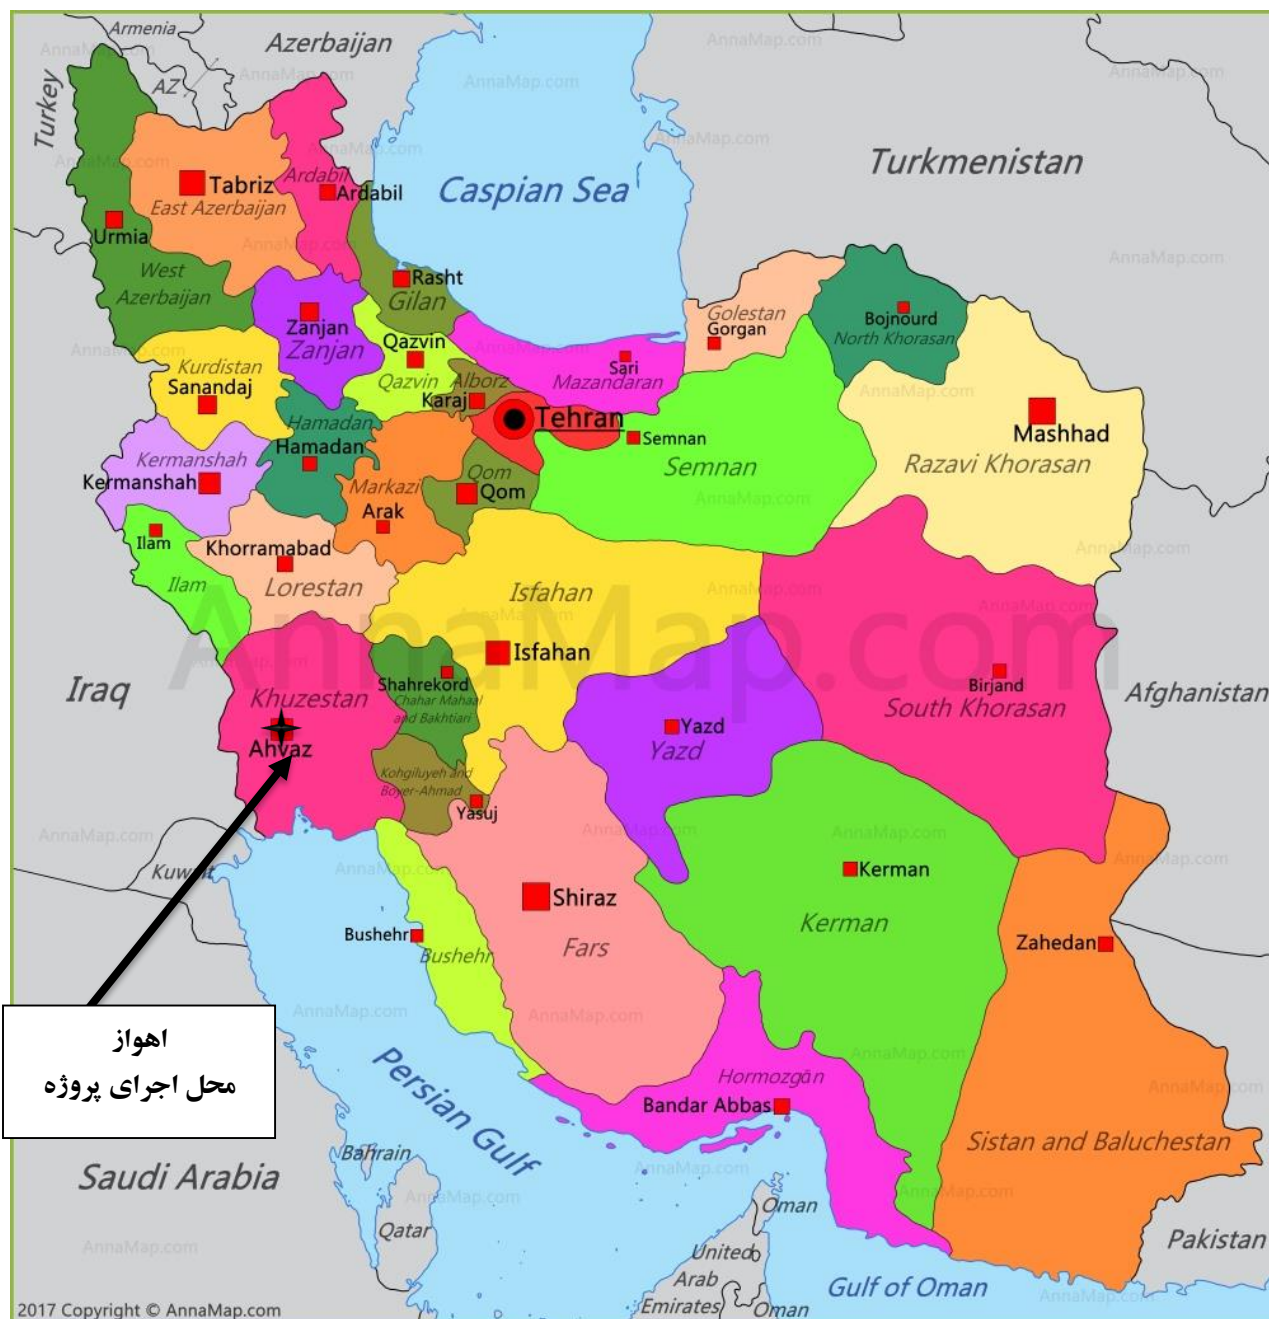 Armenia
Azerbaijan
AZ
Turkey
Turkmenistan
Caspian Sea
Tabriz
East Azerbaijan
Ardabil
Ardabil
Urmia
West
Azerbaijan
Rasht
Gilan
Zanjan
Zanjan
Qazvin
Qazvin
Alborz
Karaj
Golestan
Gorgan
Bojnourd
North Khorasan
Sari
Mazandaran
Kurdistan
Sanandaj
Tehran
Semnan
Semnan
Mashhad
Razavi Khorasan
Hamadan
Hamadan
Kermanshah
Kermanshah
Markazi
Arak
Qom
Qom
Ilam
Ilam
Khorramabad
Lorestan
Isfahan
Isfahan
AnnaMap.com
Iraq
Khuzestan
Ahvaz
Shahrekord
Chahar Mahaal
and Bakhtiari
Kohgiluyeh and
Boyer-Ahmad
Yasuj
Yazd
Yazd
Birjand
South Khorasan
Afghanistan
Kuwait
Kerman
Kerman
Shiraz
Fars
Bushehr
Bushehr
Zahedan
Sistan and Baluchestan
اهواز
محل اجرای پروژه
Persian Gulf
Hormozgān
Bandar Abbas
Saudi Arabia
Bahrain
Qatar
Oman
United
Arab
Emirates
Oman
Gulf of Oman
Pakistan
2017 Copyright © AnnaMap.com